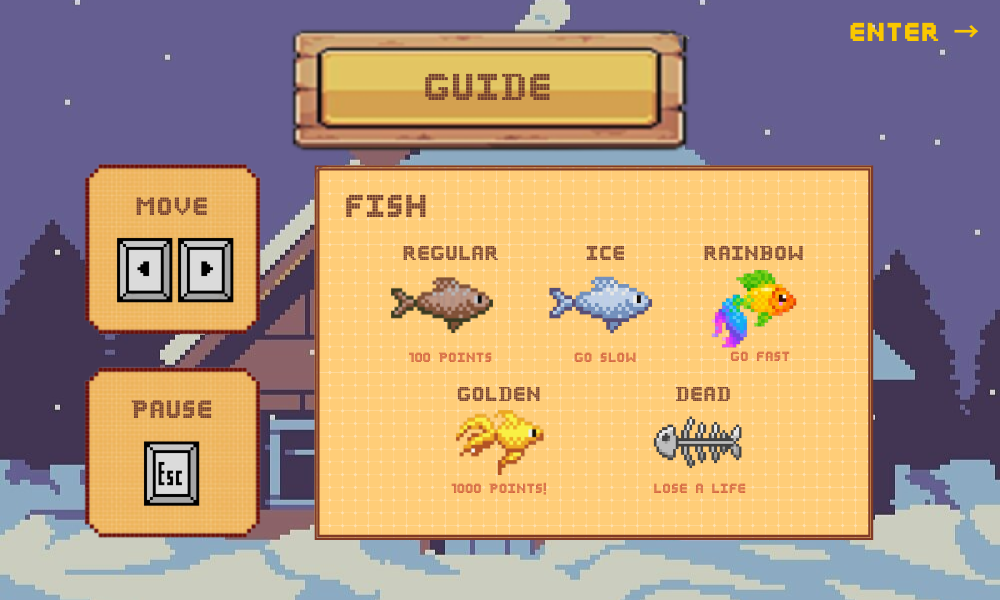 ENTER →
GUIDE
MOVE
PAUSE
Esc
FISH
REGULAR ICE RAINBOW
100 POINTS GO SLOW GO FAST
GOLDEN DEAD
1000 POINTS! LOSE A LIFE